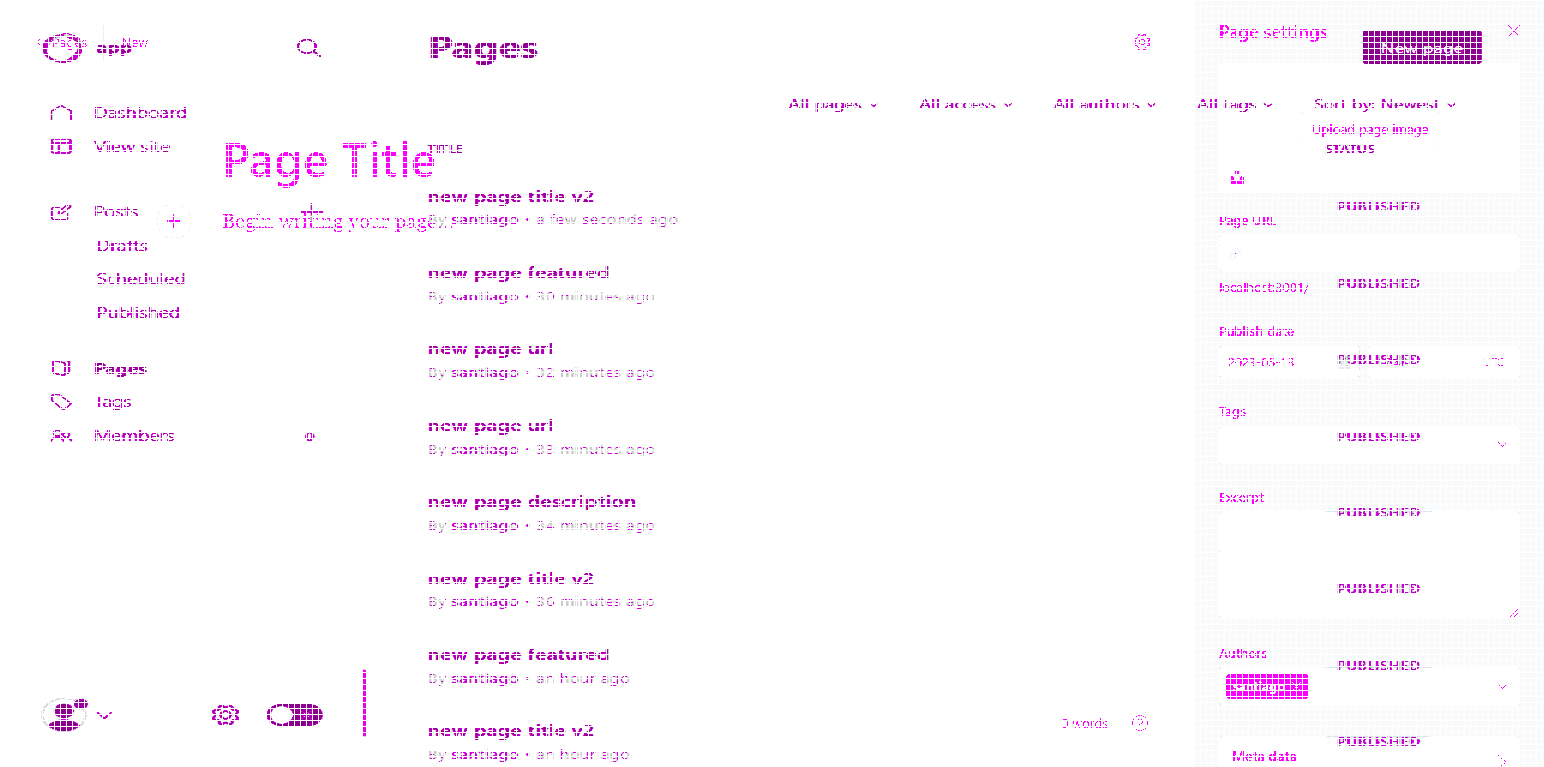 Pages
New
app
Pages
Page settings
New page
Dashboard
All pages
All access
All authors
All tags
Sort by: Newest
View site
Upload page image
Page Title
TITLE
STATUS
Posts
new page title v2
PUBLISHED
Begin writing your page...
By santiago • a few seconds ago
Page URL
Drafts
Scheduled
new page featured
By santiago • 30 minutes ago
localhost:3001/
PUBLISHED
Published
Publish date
new page url
By santiago • 32 minutes ago
2023-06-13
PUBLISHED
Pages
Tags
Tags
Members
new page url
By santiago • 33 minutes ago
PUBLISHED
Excerpt
new page description
By santiago • 34 minutes ago
PUBLISHED
new page title v2
By santiago • 36 minutes ago
PUBLISHED
Authors
new page featured
By santiago • an hour ago
PUBLISHED
santiago
0 words
new page title v2
By santiago • an hour ago
PUBLISHED
Meta data